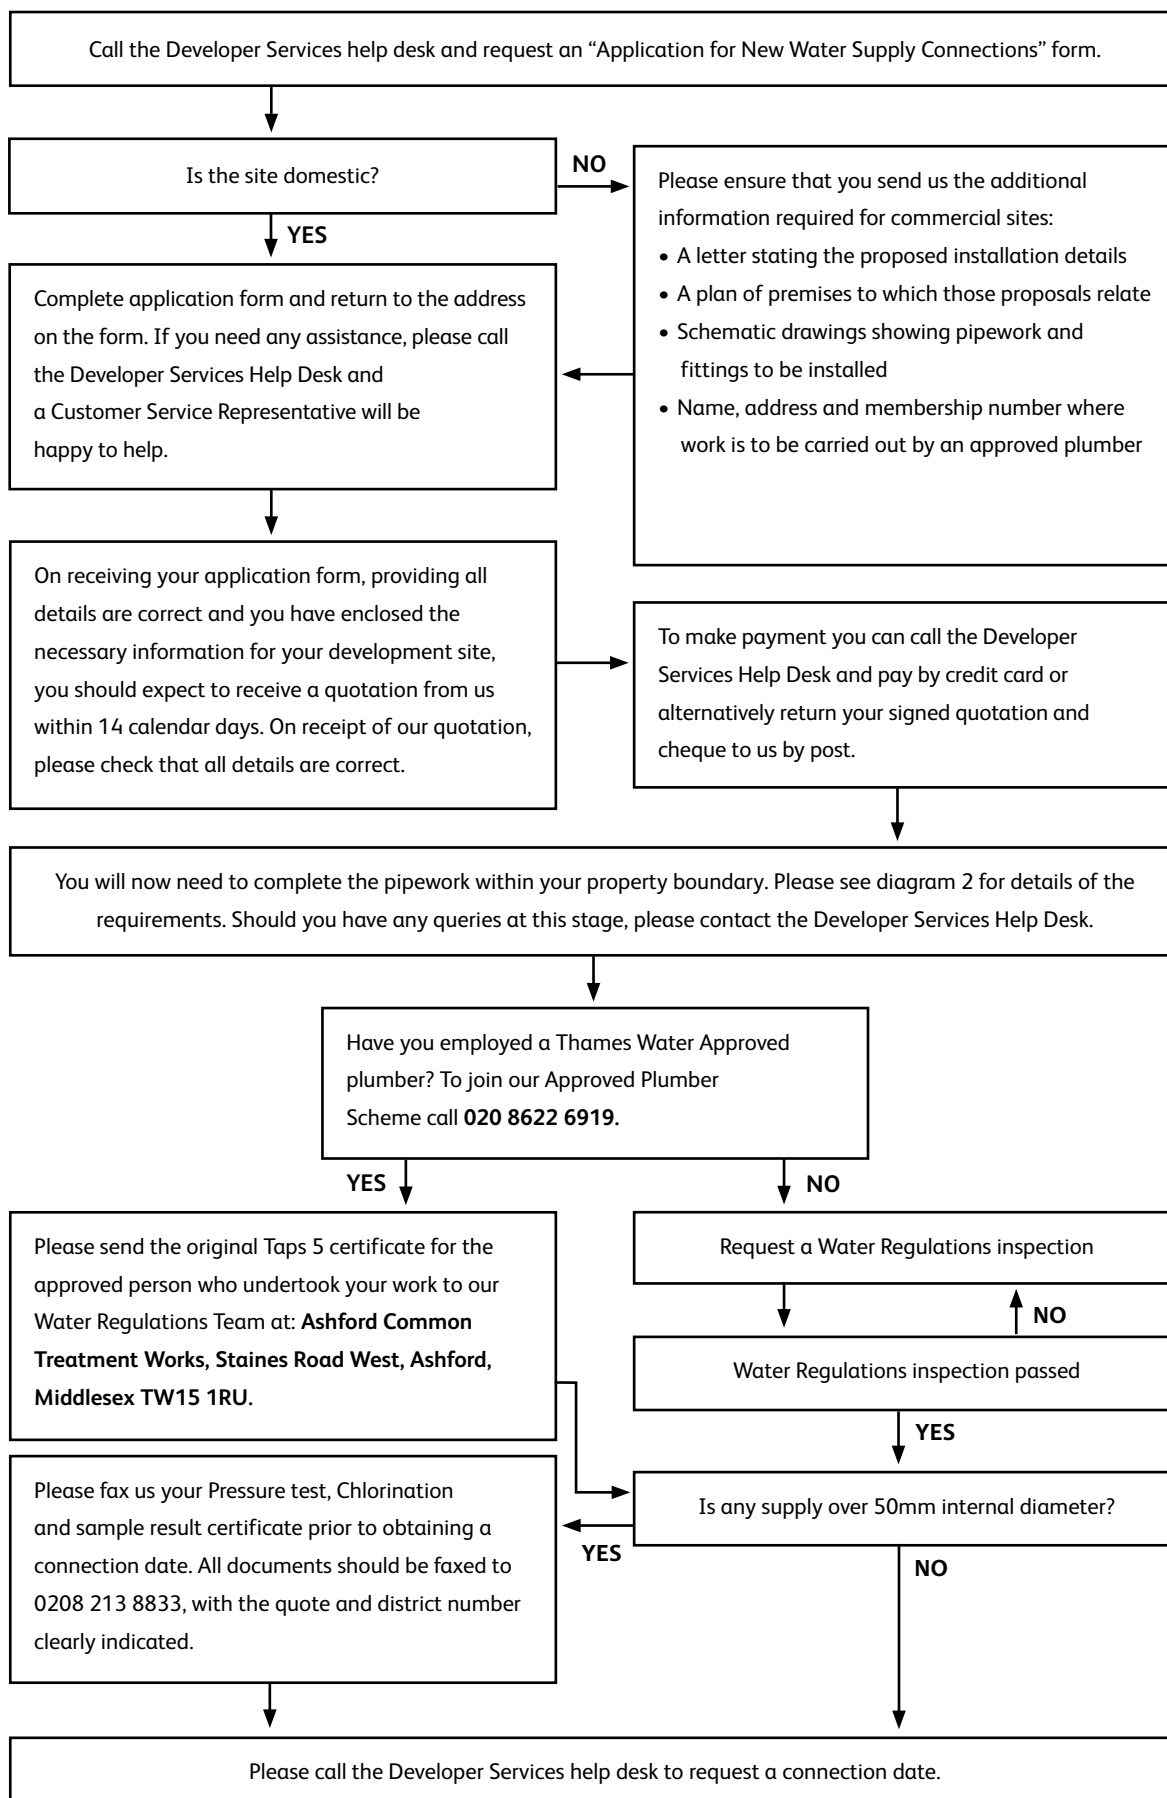 Call the Developer Services help desk and request an “Application for New Water Supply Connections” form.
Is the site domestic?
NO
YES
Please ensure that you send us the additional
information required for commercial sites:
• A letter stating the proposed installation details
• A plan of premises to which those proposals relate
• Schematic drawings showing pipework and
fittings to be installed
• Name, address and membership number where
work is to be carried out by an approved plumber
Complete application form and return to the address
on the form. If you need any assistance, please call
the Developer Services Help Desk and
a Customer Service Representative will be
happy to help.
On receiving your application form, providing all
details are correct and you have enclosed the
necessary information for your development site,
you should expect to receive a quotation from us
within 14 calendar days. On receipt of our quotation,
please check that all details are correct.
To make payment you can call the Developer
Services Help Desk and pay by credit card or
alternatively return your signed quotation and
cheque to us by post.
You will now need to complete the pipework within your property boundary. Please see diagram 2 for details of the
requirements. Should you have any queries at this stage, please contact the Developer Services Help Desk.
Have you employed a Thames Water Approved
plumber? To join our Approved Plumber
Scheme call 020 8622 6919.
YES
NO
Please send the original Taps 5 certificate for the
approved person who undertook your work to our
Water Regulations Team at: Ashford Common
Treatment Works, Staines Road West, Ashford,
Middlesex TW15 1RU.
Request a Water Regulations inspection
NO
Water Regulations inspection passed
YES
Is any supply over 50mm internal diameter?
YES
NO
Please fax us your Pressure test, Chlorination
and sample result certificate prior to obtaining a
connection date. All documents should be faxed to
0208 213 8833, with the quote and district number
clearly indicated.
Please call the Developer Services help desk to request a connection date.